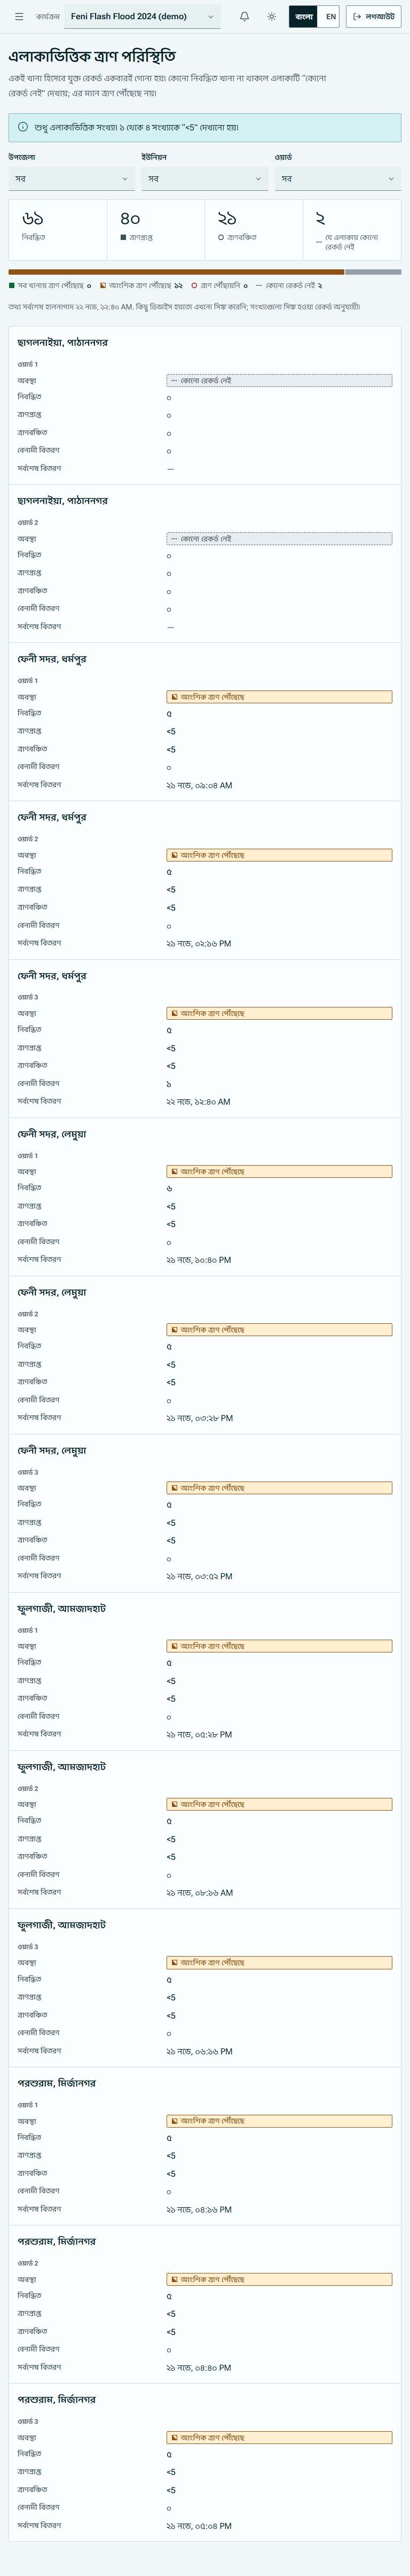 কার্যক্রম Feni Flash Flood 2024 (demo) বাংলা EN লগআউট
এলাকাভিত্তিক ত্রাণ পরিস্থিতি
একই খানা হিসেবে যুক্ত রেকর্ড একবারই গোনা হয়। কোনো নিবন্ধিত খানা না থাকলে এলাকাটি "কোনো
রেকর্ড নেই" দেখায়; এর মানে ত্রাণ পৌঁছেছে নয়।
শুধু এলাকাভিত্তিক সংখ্যা। ১ থেকে ৪ সংখ্যাকে "<5" দেখানো হয়।
উপজেলা ইউনিয়ন ওয়ার্ড
সব সব সব
৬১ ৪০ ২১ ২
নিবন্ধিত ত্রাণপ্রাপ্ত ত্রাণবঞ্চিত যে এলাকায় কোনো
রেকর্ড নেই
সব খানায় ত্রাণ পৌঁছেছে ০ আংশিক ত্রাণ পৌঁছেছে ১২ ত্রাণ পৌঁছায়নি ০ কোনো রেকর্ড নেই ২
তথ্য সর্বশেষ হালনাগাদ ২২ নভে, ১২:৪০ AM. কিছু ডিভাইস হয়তো এখনো সিঙ্ক করেনি; সংখ্যাগুলো সিঙ্ক হওয়া রেকর্ড অনুযায়ী।
ছাগলনাইয়া, পাঠাননগর
ওয়ার্ড 1
অবস্থা কোনো রেকর্ড নেই
নিবন্ধিত ০
ত্রাণপ্রাপ্ত ০
ত্রাণবঞ্চিত ০
বেনামী বিতরণ ০
সর্বশেষ বিতরণ —
ছাগলনাইয়া, পাঠাননগর
ওয়ার্ড 2
অবস্থা কোনো রেকর্ড নেই
নিবন্ধিত ০
ত্রাণপ্রাপ্ত ০
ত্রাণবঞ্চিত ০
বেনামী বিতরণ ০
সর্বশেষ বিতরণ —
ফেনী সদর, ধর্মপুর
ওয়ার্ড 1
অবস্থা আংশিক ত্রাণ পৌঁছেছে
নিবন্ধিত ৫
ত্রাণপ্রাপ্ত <5
ত্রাণবঞ্চিত <5
বেনামী বিতরণ ০
সর্বশেষ বিতরণ ২১ নভে, ০৯:০৪ AM
ফেনী সদর, ধর্মপুর
ওয়ার্ড 2
অবস্থা আংশিক ত্রাণ পৌঁছেছে
নিবন্ধিত ৫
ত্রাণপ্রাপ্ত <5
ত্রাণবঞ্চিত <5
বেনামী বিতরণ ০
সর্বশেষ বিতরণ ২১ নভে, ০২:১৬ PM
ফেনী সদর, ধর্মপুর
ওয়ার্ড 3
অবস্থা আংশিক ত্রাণ পৌঁছেছে
নিবন্ধিত ৫
ত্রাণপ্রাপ্ত <5
ত্রাণবঞ্চিত <5
বেনামী বিতরণ ১
সর্বশেষ বিতরণ ২২ নভে, ১২:৪০ AM
ফেনী সদর, লেমুয়া
ওয়ার্ড 1
অবস্থা আংশিক ত্রাণ পৌঁছেছে
নিবন্ধিত ৬
ত্রাণপ্রাপ্ত <5
ত্রাণবঞ্চিত <5
বেনামী বিতরণ ০
সর্বশেষ বিতরণ ২১ নভে, ১০:৪০ PM
ফেনী সদর, লেমুয়া
ওয়ার্ড 2
অবস্থা আংশিক ত্রাণ পৌঁছেছে
নিবন্ধিত ৫
ত্রাণপ্রাপ্ত <5
ত্রাণবঞ্চিত <5
বেনামী বিতরণ ০
সর্বশেষ বিতরণ ২১ নভে, ০৩:২৮ PM
ফেনী সদর, লেমুয়া
ওয়ার্ড 3
অবস্থা আংশিক ত্রাণ পৌঁছেছে
নিবন্ধিত ৫
ত্রাণপ্রাপ্ত <5
ত্রাণবঞ্চিত <5
বেনামী বিতরণ ০
সর্বশেষ বিতরণ ২১ নভে, ০৩:৫২ PM
ফুলগাজী, আমজাদহাট
ওয়ার্ড 1
অবস্থা আংশিক ত্রাণ পৌঁছেছে
নিবন্ধিত ৫
ত্রাণপ্রাপ্ত <5
ত্রাণবঞ্চিত <5
বেনামী বিতরণ ০
সর্বশেষ বিতরণ ২১ নভে, ০৫:২৮ PM
ফুলগাজী, আমজাদহাট
ওয়ার্ড 2
অবস্থা আংশিক ত্রাণ পৌঁছেছে
নিবন্ধিত ৫
ত্রাণপ্রাপ্ত <5
ত্রাণবঞ্চিত <5
বেনামী বিতরণ ০
সর্বশেষ বিতরণ ২১ নভে, ০৮:১৬ AM
ফুলগাজী, আমজাদহাট
ওয়ার্ড 3
অবস্থা আংশিক ত্রাণ পৌঁছেছে
নিবন্ধিত ৫
ত্রাণপ্রাপ্ত <5
ত্রাণবঞ্চিত <5
বেনামী বিতরণ ০
সর্বশেষ বিতরণ ২১ নভে, ০৬:১৬ PM
পরশুরাম, মির্জানগর
ওয়ার্ড 1
অবস্থা আংশিক ত্রাণ পৌঁছেছে
নিবন্ধিত ৫
ত্রাণপ্রাপ্ত <5
ত্রাণবঞ্চিত <5
বেনামী বিতরণ ০
সর্বশেষ বিতরণ ২১ নভে, ০৪:১৬ PM
পরশুরাম, মির্জানগর
ওয়ার্ড 2
অবস্থা আংশিক ত্রাণ পৌঁছেছে
নিবন্ধিত ৫
ত্রাণপ্রাপ্ত <5
ত্রাণবঞ্চিত <5
বেনামী বিতরণ ০
সর্বশেষ বিতরণ ২১ নভে, ০৪:৪০ PM
পরশুরাম, মির্জানগর
ওয়ার্ড 3
অবস্থা আংশিক ত্রাণ পৌঁছেছে
নিবন্ধিত ৫
ত্রাণপ্রাপ্ত <5
ত্রাণবঞ্চিত <5
বেনামী বিতরণ ০
সর্বশেষ বিতরণ ২১ নভে, ০৫:০৪ PM